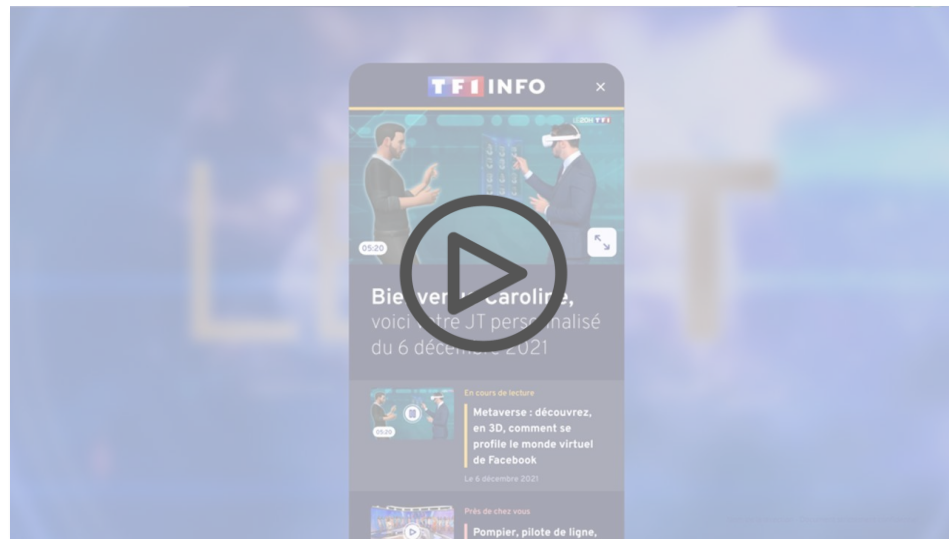 TF1 INFO
LE 20H TF1
05:20
Bienvenue Caroline,
voici votre JT personnalisé
du 6 décembre 2021
En cours de lecture
05:20
Metaverse : découvrez,
en 3D, comment se
profile le monde virtuel
de Facebook
Le 6 décembre 2021
Près de chez vous
Pompier, pilote de ligne,